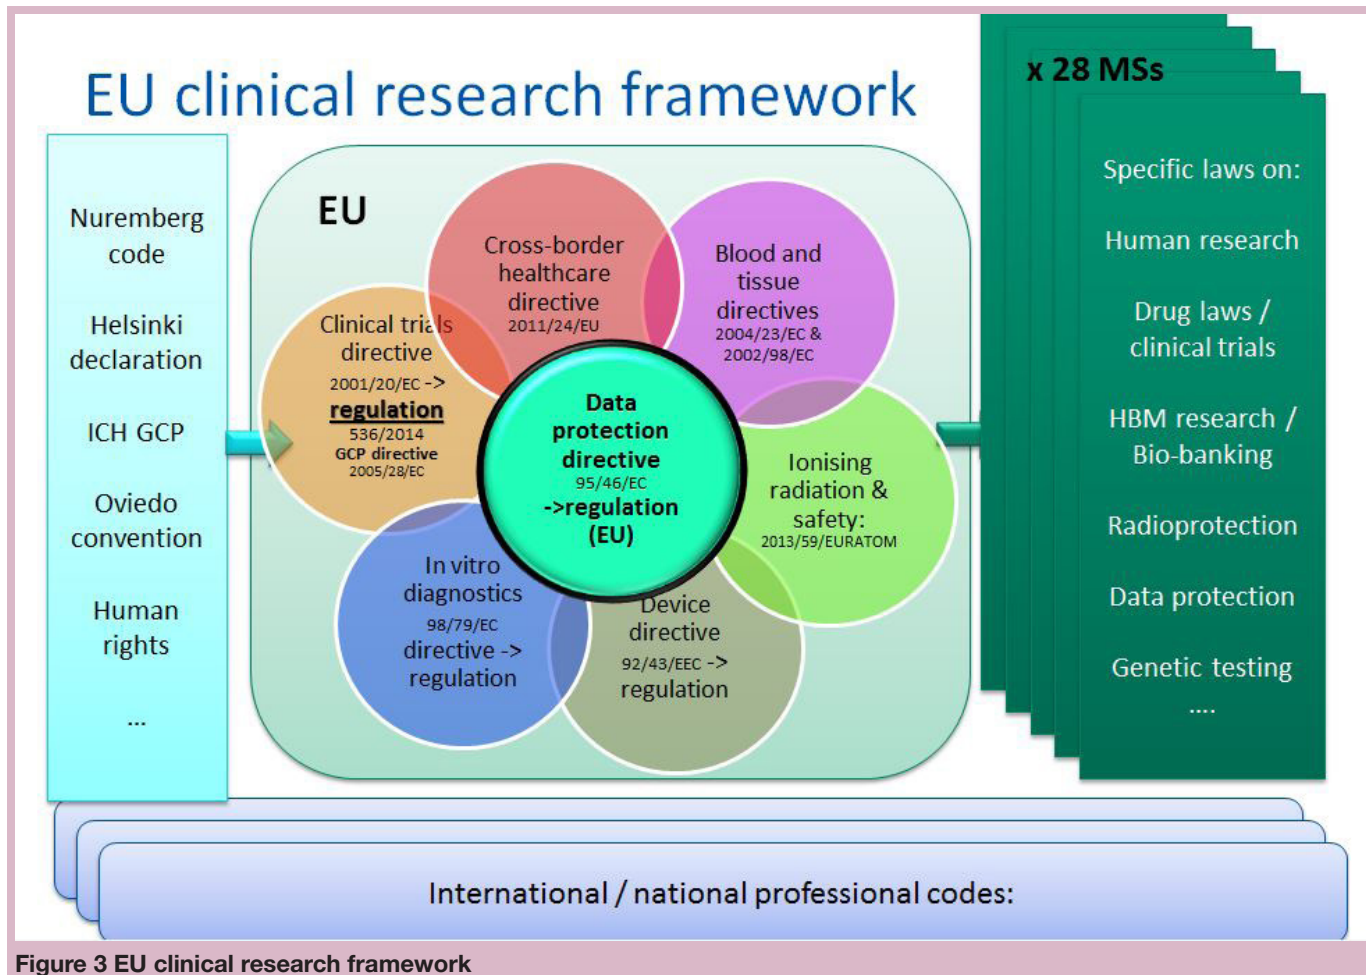 EU clinical research framework
Nuremberg
code
Helsinki
declaration
ICH GCP
Oviedo
convention
Human
rights
...
EU
Cross-border
healthcare
directive
2011/24/EU
Blood and
tissue
directives
2004/23/EC &
2002/98/EC
Clinical trials
directive
2001/20/EC ->
regulation
536/2014
GCP directive
2005/28/EC
Data
protection
directive
95/46/EC
->regulation
(EU)
Ionising
radiation &
safety:
2013/59/EURATOM
In vitro
diagnostics
98/79/EC
directive ->
regulation
Device
directive
92/43/EEC ->
regulation
x 28 MSs
Specific laws on:
Human research
Drug laws /
clinical trials
HBM research /
Bio-banking
Radioprotection
Data protection
Genetic testing
....
International / national professional codes:
Figure 3 EU clinical research framework